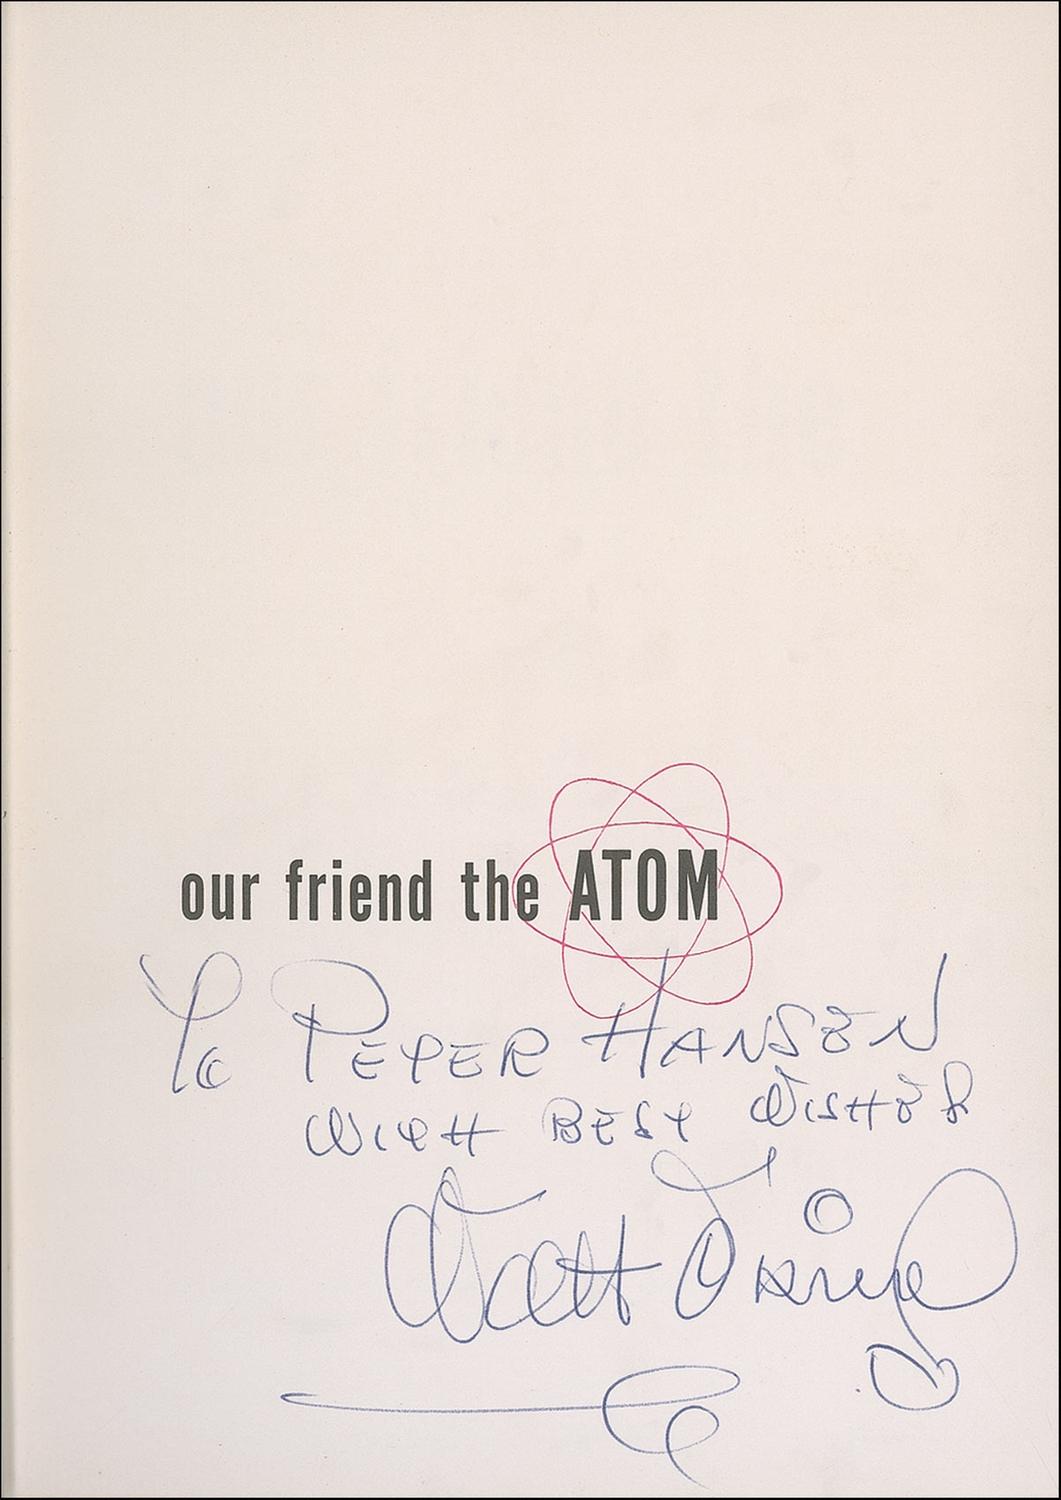 our friend the ATOM
To PETER HANSEN
WITH BEST WISHES
Walt Disney